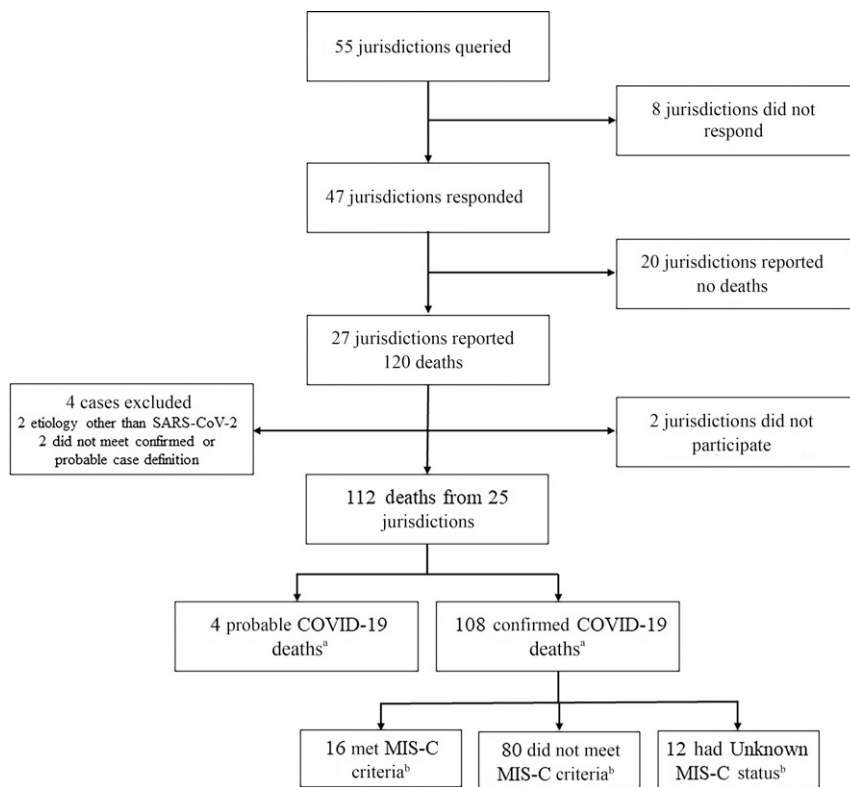 55 jurisdictions queried
8 jurisdictions did not
respond
47 jurisdictions responded
20 jurisdictions reported
no deaths
27 jurisdictions reported
120 deaths
4 cases excluded
2 etiology other than SARS-CoV-2
2 did not meet confirmed or
probable case definition
2 jurisdictions did not
participate
112 deaths from 25
jurisdictions
4 probable COVID-19
deathsᵃ
108 confirmed COVID-19
deathsᵃ
16 met MIS-C
criteriaᵇ
80 did not meet
MIS-C criteriaᵇ
12 had Unknown
MIS-C statusᵇ